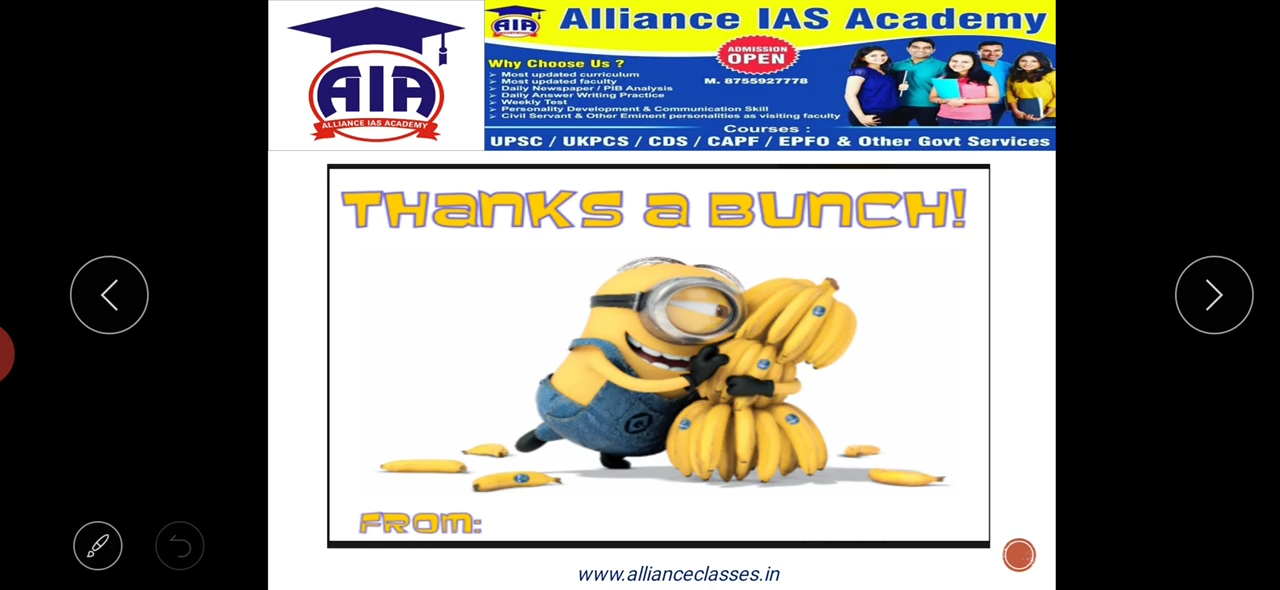 AIA
ALLIANCE IAS ACADEMY
AIA
Alliance IAS Academy
ADMISSION
OPEN
M. 8755927778
Why Choose Us ?
➢ Most updated curriculum
➢ Most updated faculty
➢ Daily Newspaper / PIB Analysis
➢ Daily Answer Writing Practice
➢ Weekly Test
➢ Personality Development & Communication Skill
➢ Civil Servant & Other Eminent personalities as visiting faculty
Courses :
UPSC / UKPCS / CDS / CAPF / EPFO & Other Govt Services
THANKS A BUNCH!
FROM:
www.allianceclasses.in